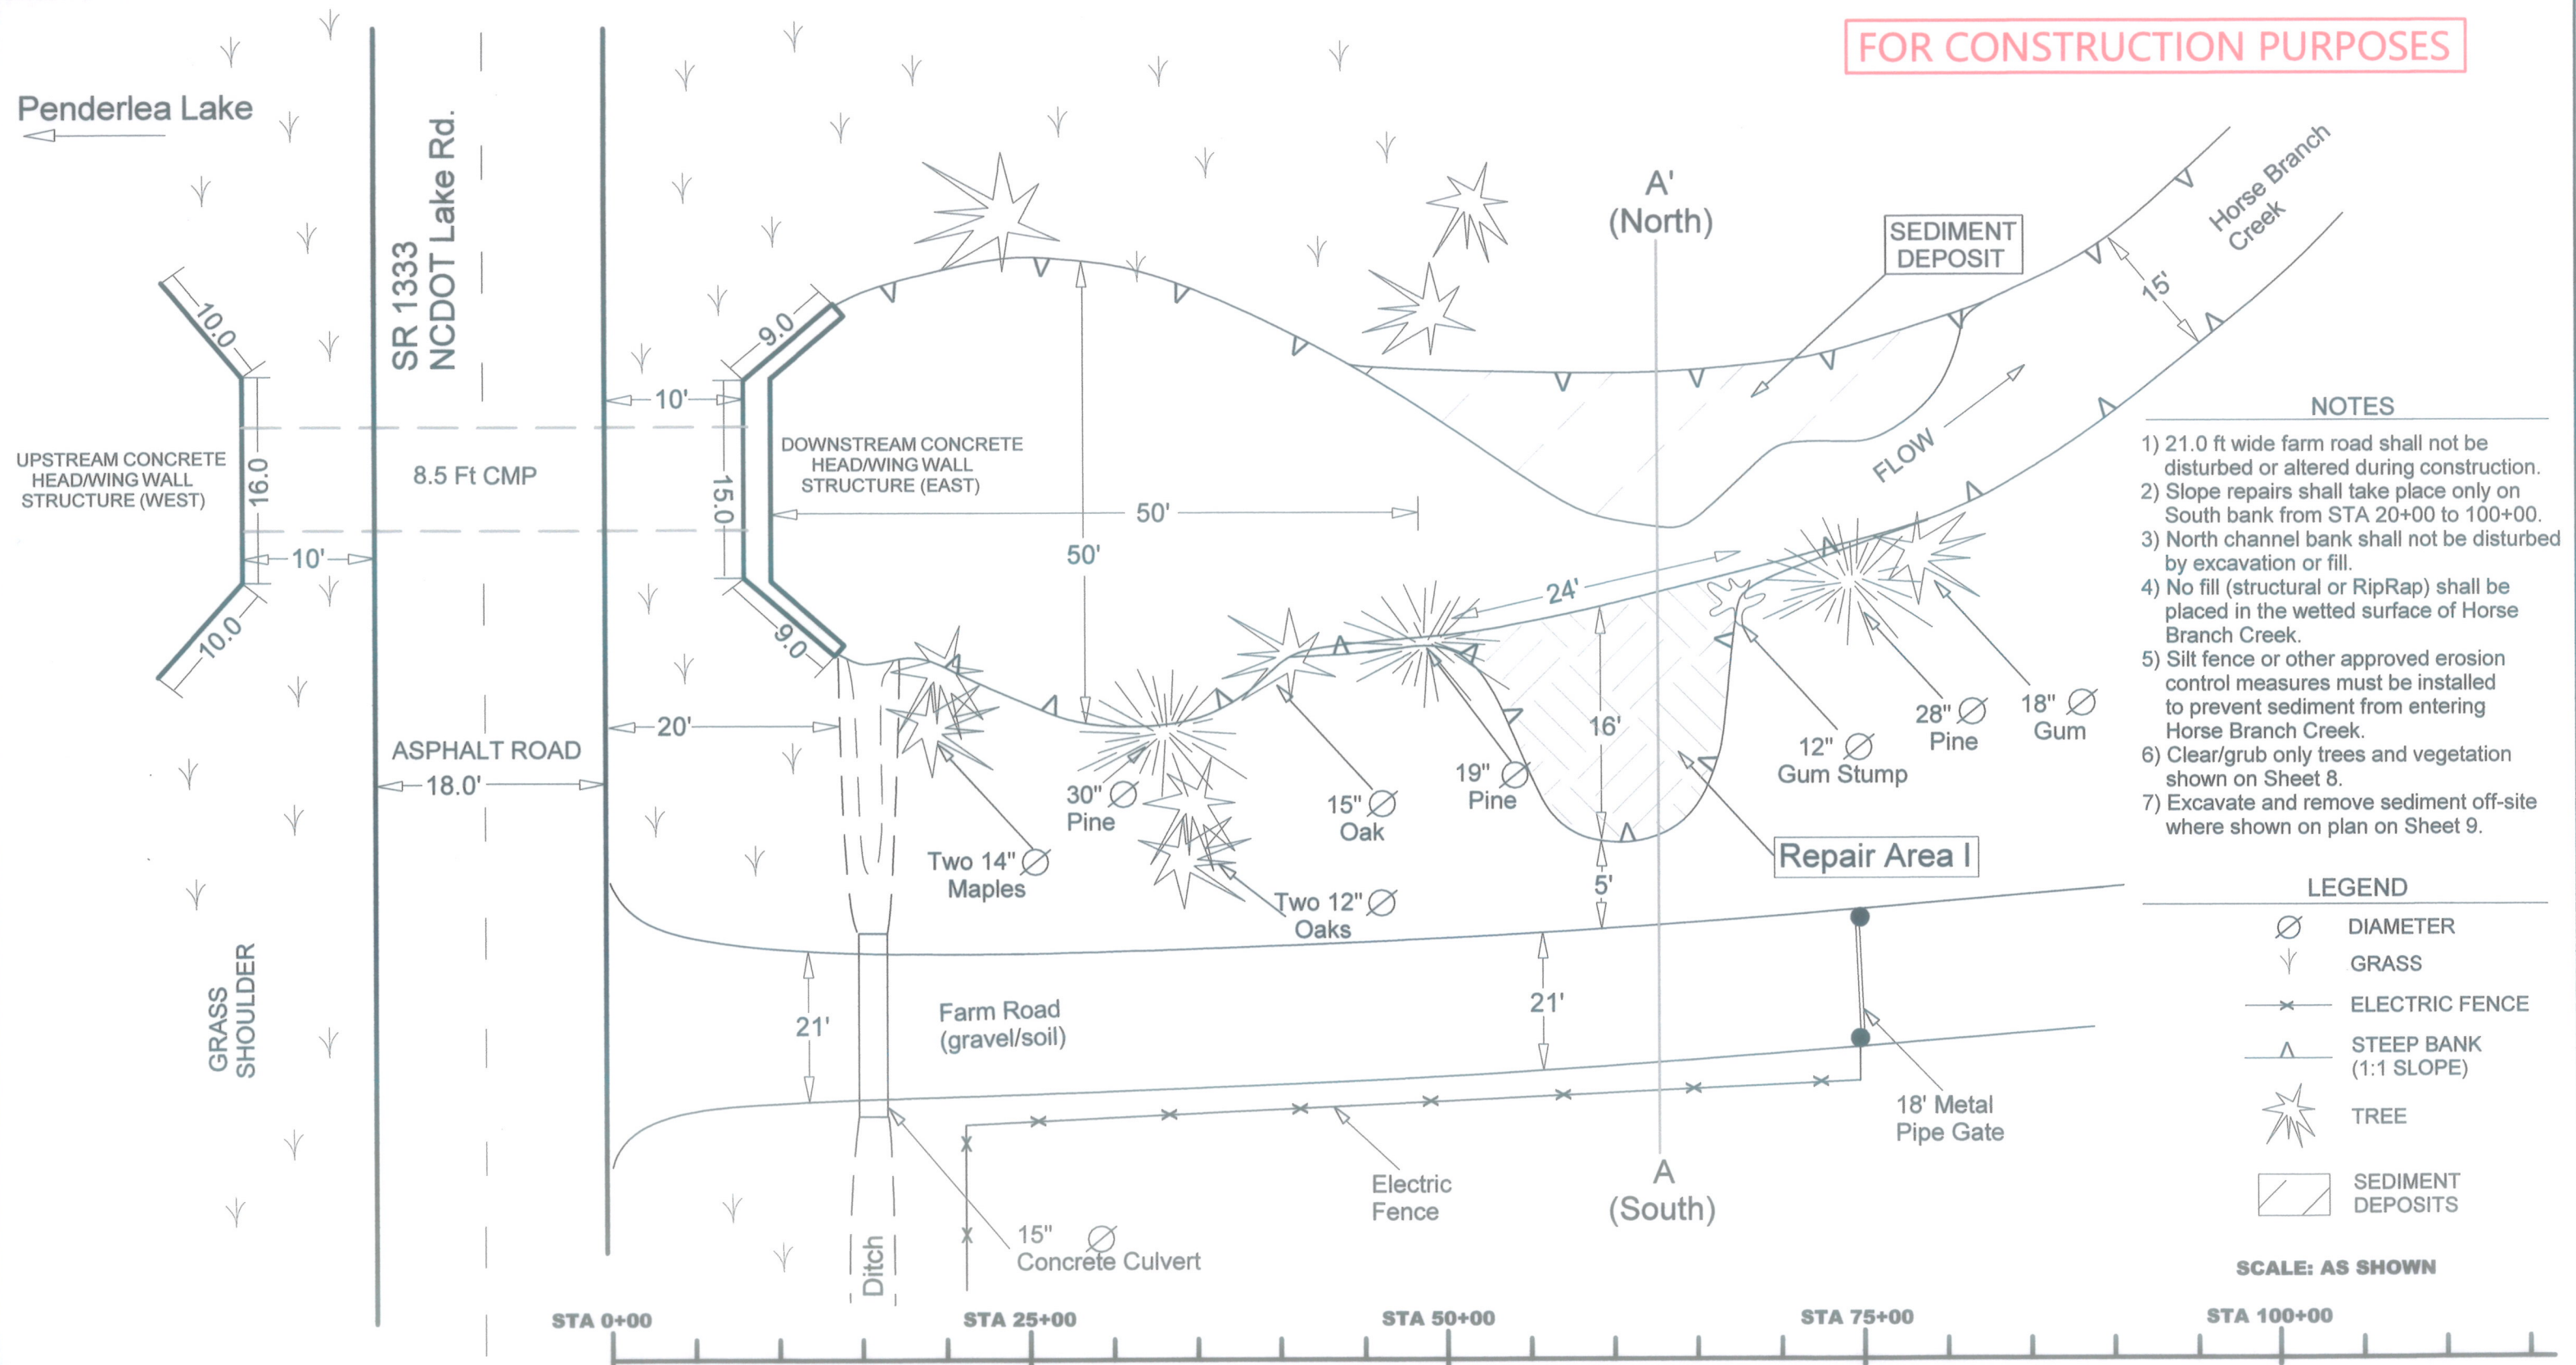 FOR CONSTRUCTION PURPOSES
Penderlea Lake
SR 1333
NCDOT Lake Rd.
A'
(North)
SEDIMENT
DEPOSIT
Horse Branch
Creek
15'
10.0
16.0
10.0
UPSTREAM CONCRETE
HEAD/WING WALL
STRUCTURE (WEST)
10'
8.5 Ft CMP
10'
9.0
15.0
9.0
DOWNSTREAM CONCRETE
HEAD/WING WALL
STRUCTURE (EAST)
50'
50'
FLOW
24'
16'
20'
ASPHALT ROAD
18.0'
GRASS
SHOULDER
Two 14" Ø
Maples
30" Ø
Pine
Two 12" Ø
Oaks
15" Ø
Oak
19" Ø
Pine
12" Ø
Gum Stump
28" Ø
Pine
18" Ø
Gum
Repair Area I
5'
21'
Farm Road
(gravel/soil)
21'
18' Metal
Pipe Gate
Electric
Fence
A
(South)
15" Ø
Concrete Culvert
Ditch
NOTES
1) 21.0 ft wide farm road shall not be
disturbed or altered during construction.
2) Slope repairs shall take place only on
South bank from STA 20+00 to 100+00.
3) North channel bank shall not be disturbed
by excavation or fill.
4) No fill (structural or RipRap) shall be
placed in the wetted surface of Horse
Branch Creek.
5) Silt fence or other approved erosion
control measures must be installed
to prevent sediment from entering
Horse Branch Creek.
6) Clear/grub only trees and vegetation
shown on Sheet 8.
7) Excavate and remove sediment off-site
where shown on plan on Sheet 9.
LEGEND
Ø DIAMETER
GRASS
ELECTRIC FENCE
STEEP BANK
(1:1 SLOPE)
TREE
SEDIMENT
DEPOSITS
SCALE: AS SHOWN
STA 0+00
STA 25+00
STA 50+00
STA 75+00
STA 100+00